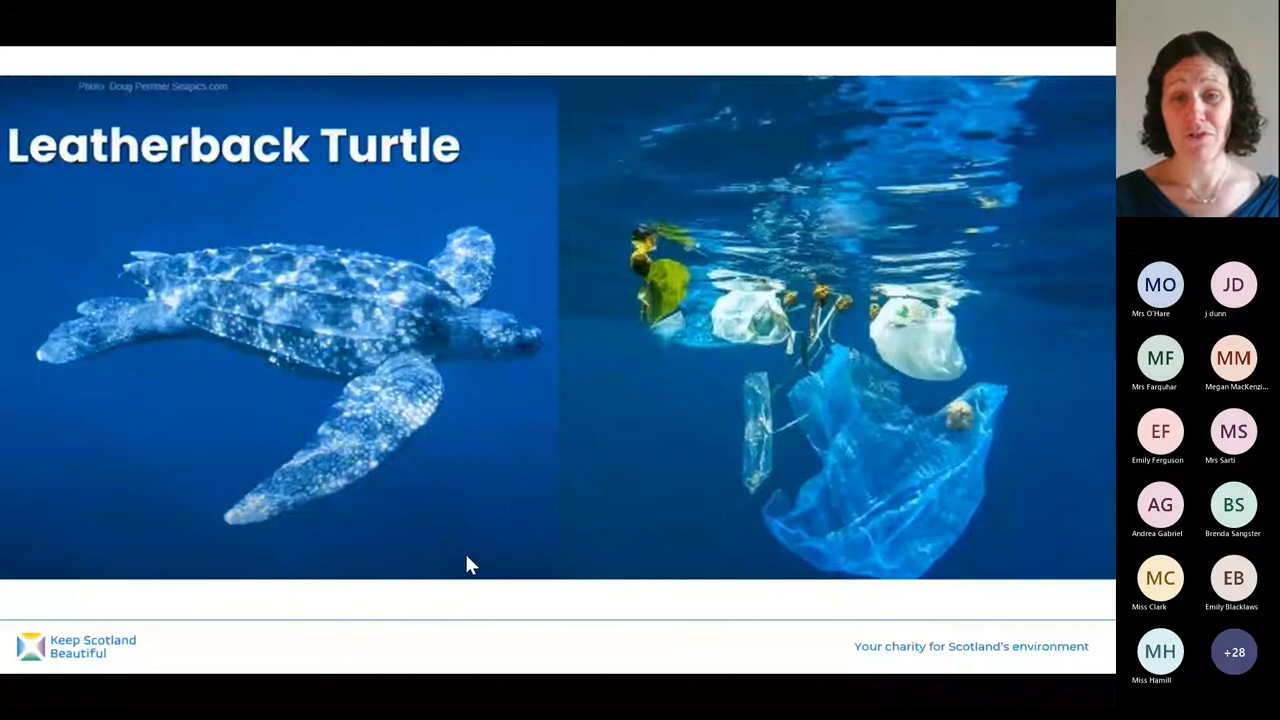 Photo: Doug Perrine/ Seapics.com
Leatherback Turtle
Keep Scotland
Beautiful
Your charity for Scotland's environment
MO
JD
Mrs O'Hare
j dunn
MF
MM
Mrs Farquhar
Megan MacKenzi...
EF
MS
Emily Ferguson
Mrs Sarti
AG
BS
Andrea Gabriel
Brenda Sangster
MC
EB
Miss Clark
Emily Blacklaws
MH
+28
Miss Hamill